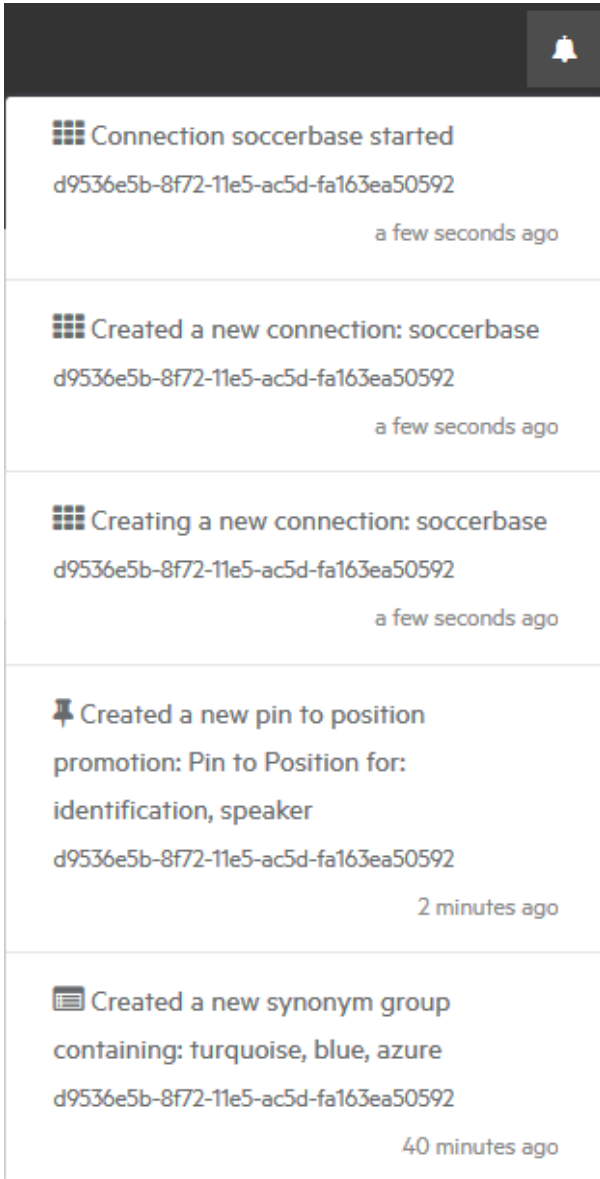 Connection soccerbase started
d9536e5b-8f72-11e5-ac5d-fa163ea50592
a few seconds ago
Created a new connection: soccerbase
d9536e5b-8f72-11e5-ac5d-fa163ea50592
a few seconds ago
Creating a new connection: soccerbase
d9536e5b-8f72-11e5-ac5d-fa163ea50592
a few seconds ago
Created a new pin to position
promotion: Pin to Position for:
identification, speaker
d9536e5b-8f72-11e5-ac5d-fa163ea50592
2 minutes ago
Created a new synonym group
containing: turquoise, blue, azure
d9536e5b-8f72-11e5-ac5d-fa163ea50592
40 minutes ago